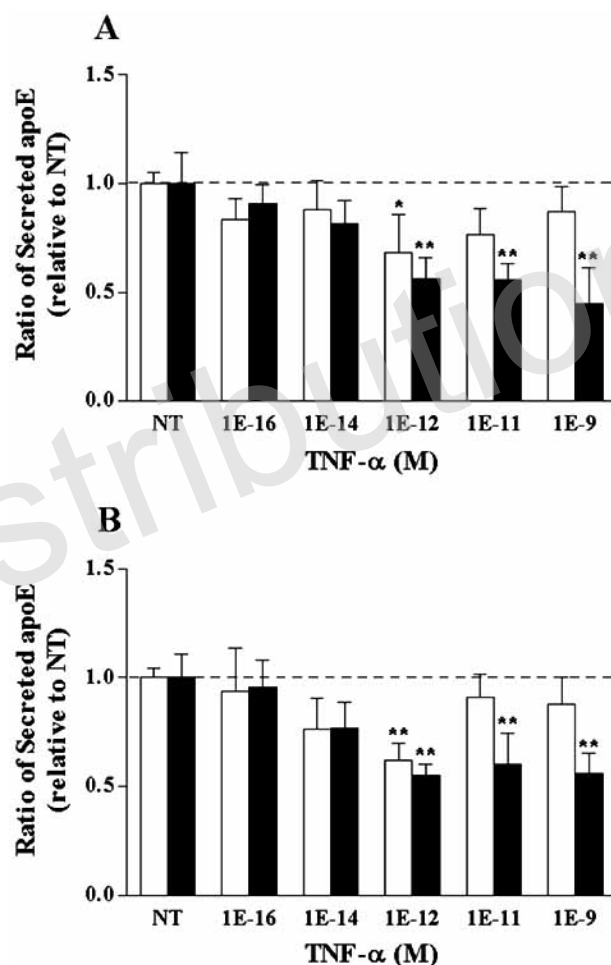 A
Ratio of Secreted apoE
(relative to NT)
1.5
1.0
0.5
0.0
*
**
**
**
NT 1E-16 1E-14 1E-12 1E-11 1E-9
TNF-α (M)
stribution
B
Ratio of Secreted apoE
(relative to NT)
1.5
1.0
0.5
0.0
**
**
**
**
NT 1E-16 1E-14 1E-12 1E-11 1E-9
TNF-α (M)